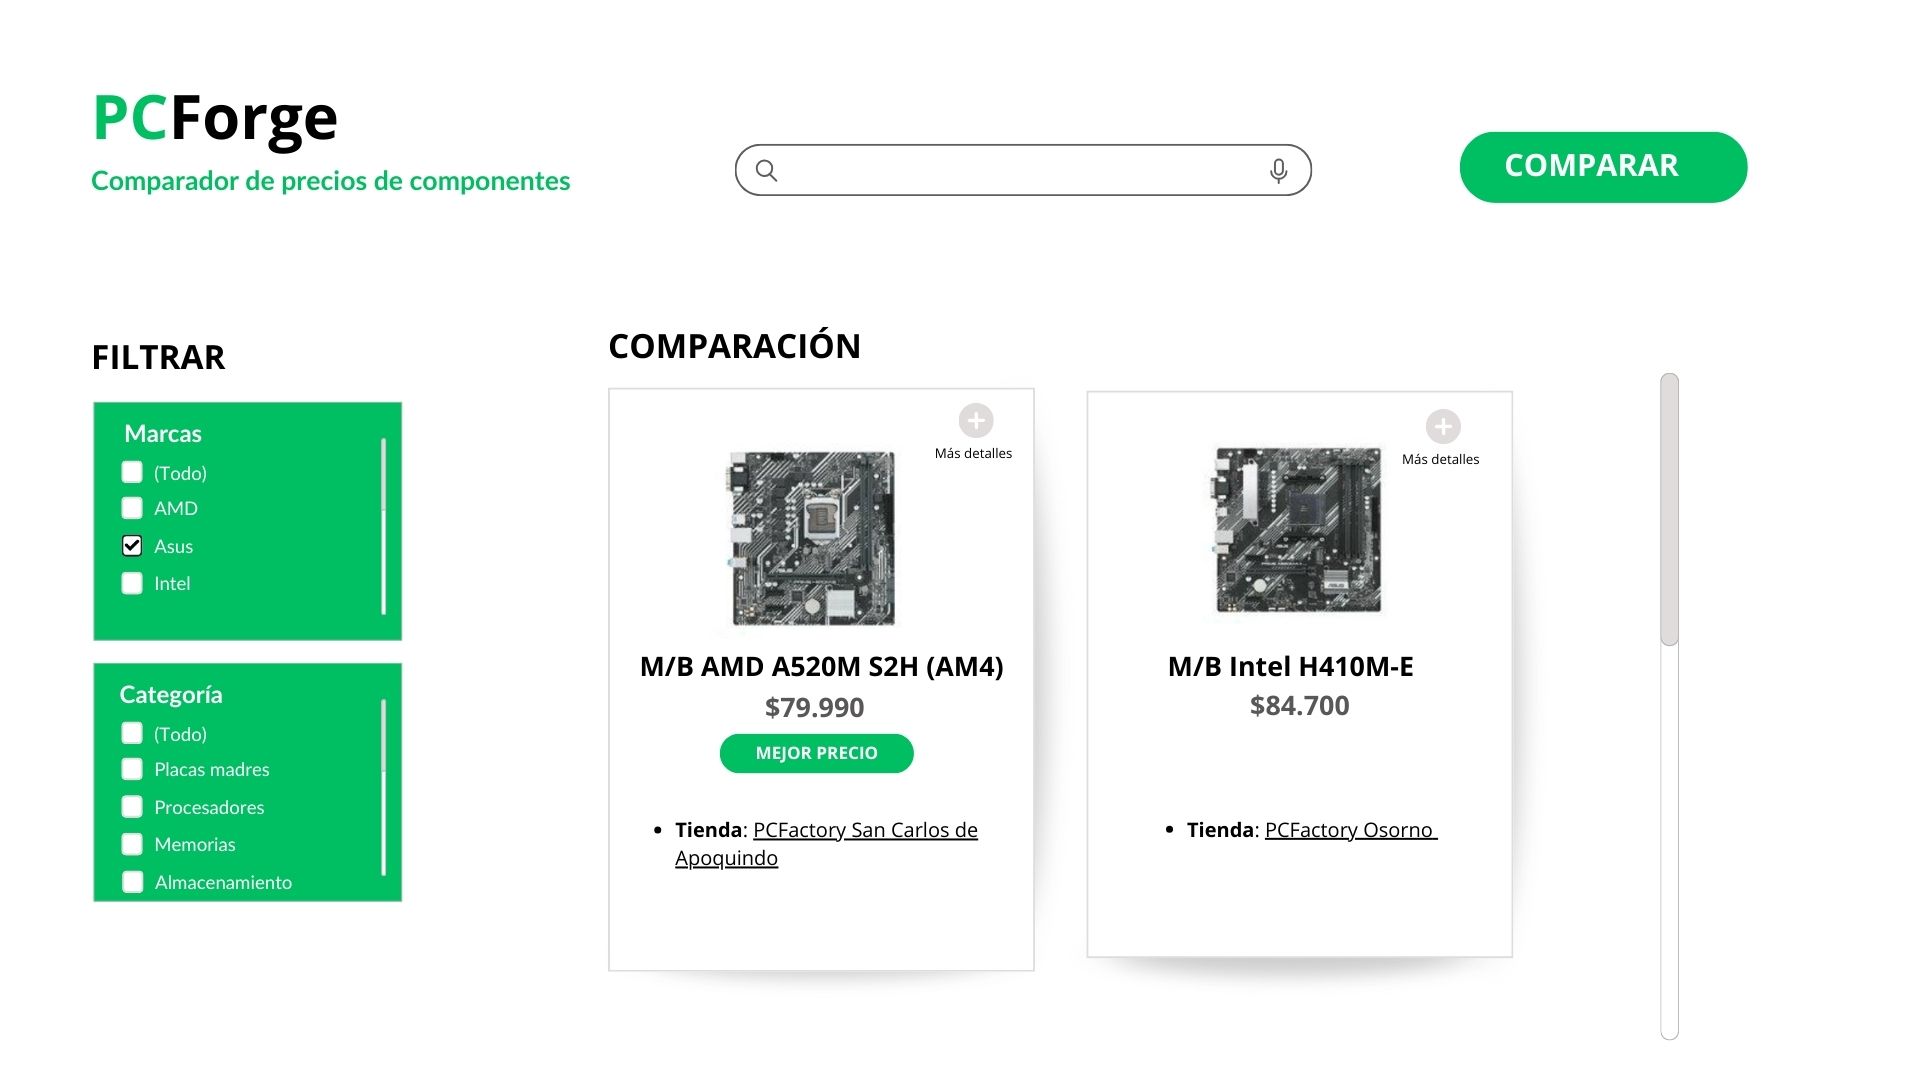 PCForge
Comparador de precios de componentes
COMPARAR
FILTRAR
Marcas
(Todo)
AMD
Asus
Intel
Categoría
(Todo)
Placas madres
Procesadores
Memorias
Almacenamiento
COMPARACIÓN
Más detalles
M/B AMD A520M S2H (AM4)
$79.990
MEJOR PRECIO
• Tienda: PCFactory San Carlos de
Apoquindo
Más detalles
M/B Intel H410M-E
$84.700
• Tienda: PCFactory Osorno